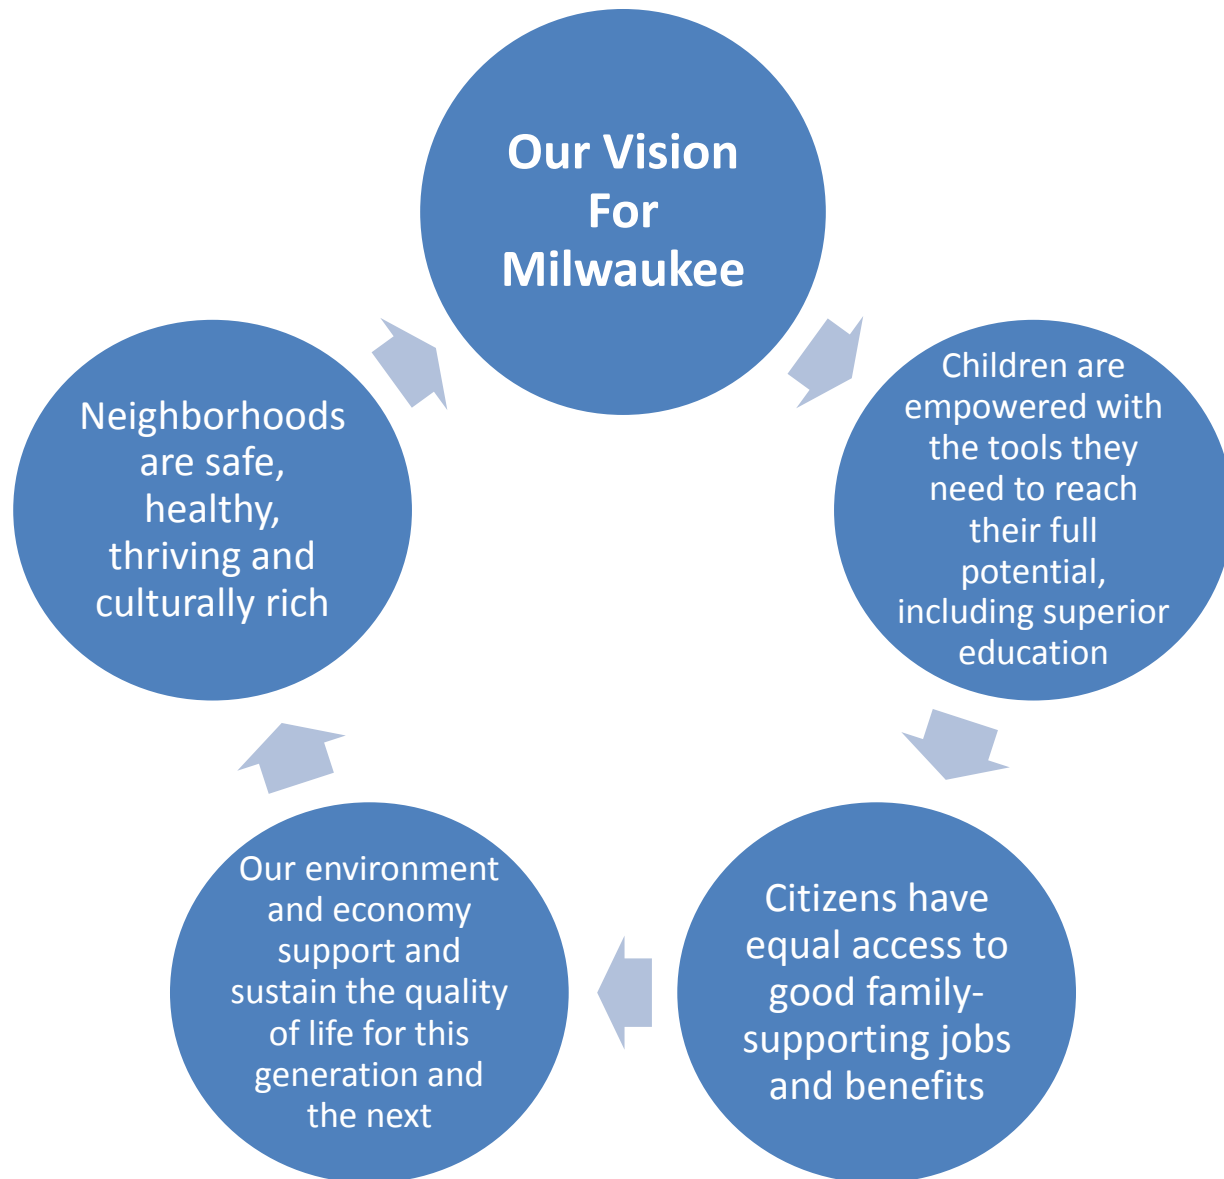 Our Vision
For
Milwaukee
Children are
empowered with
the tools they
need to reach
their full
potential,
including superior
education
Citizens have
equal access to
good family-
supporting jobs
and benefits
Our environment
and economy
support and
sustain the quality
of life for this
generation and
the next
Neighborhoods
are safe,
healthy,
thriving and
culturally rich